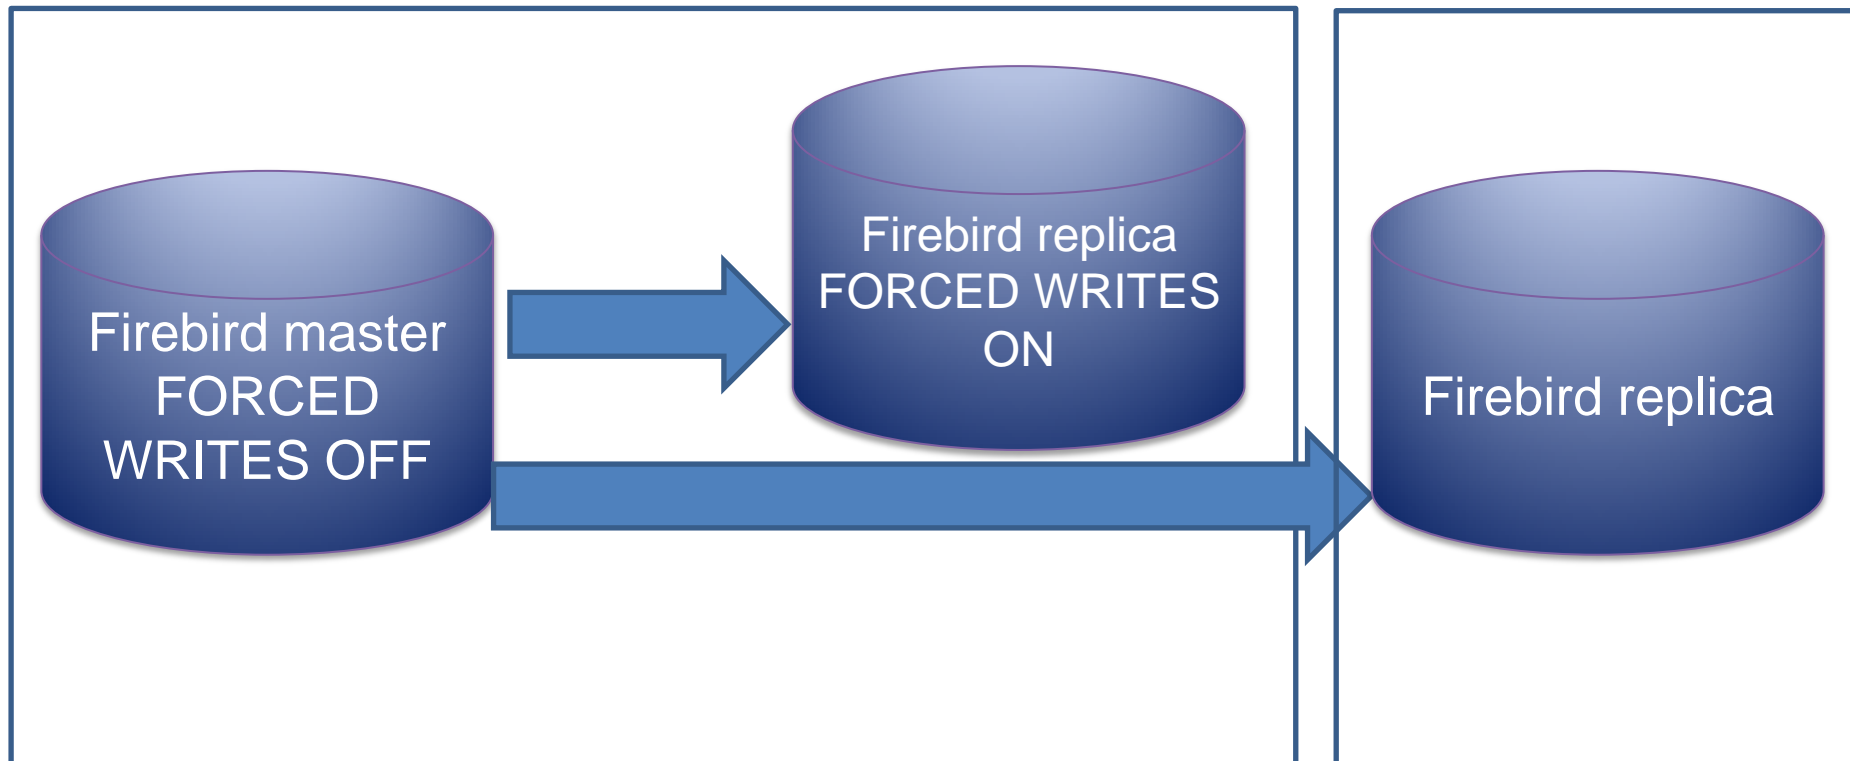 Firebird master
FORCED
WRITES OFF
Firebird replica
FORCED WRITES
ON
Firebird replica